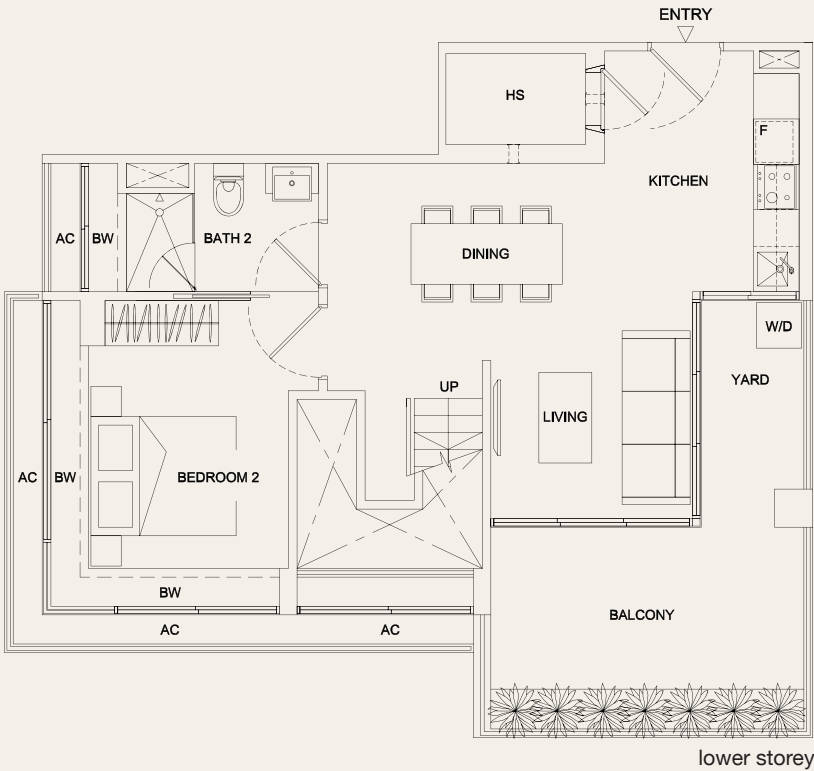 ENTRY
HS
F
KITCHEN
AC
BW
BATH 2
DINING
W/D
YARD
UP
LIVING
AC
BW
BEDROOM 2
BW
BALCONY
AC
AC
lower storey